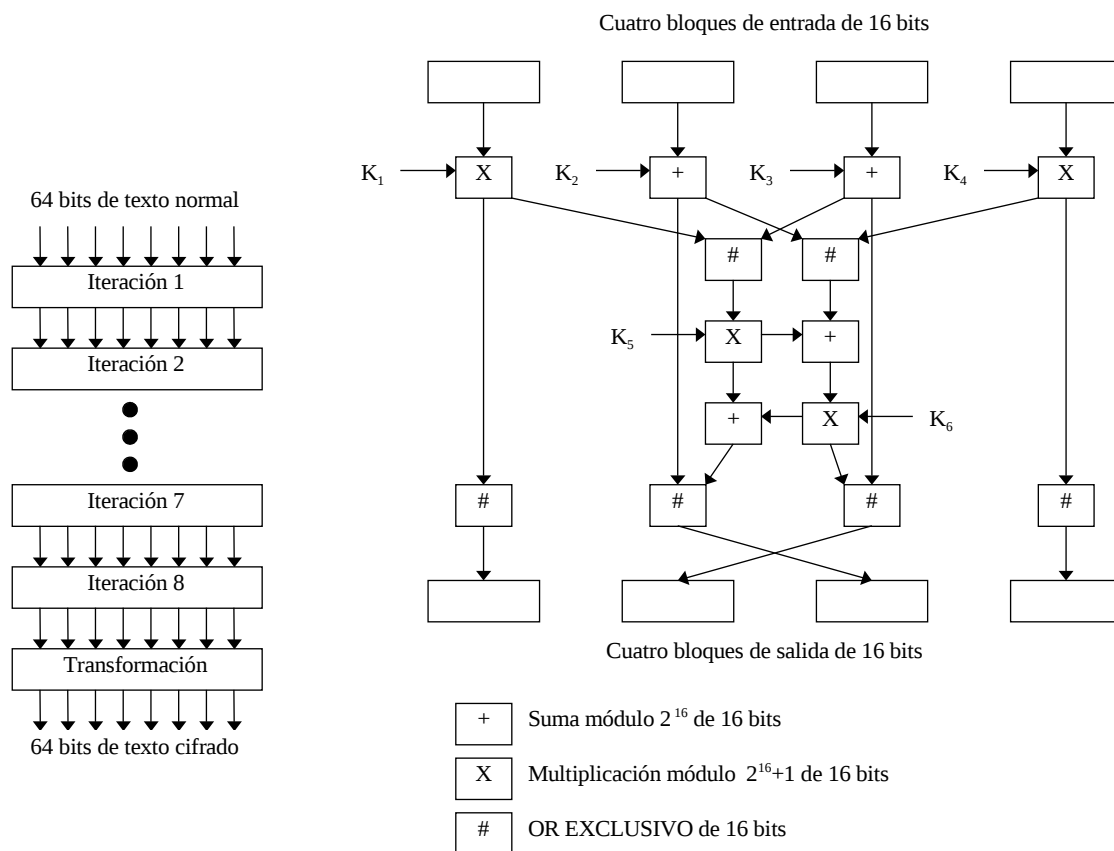 Cuatro bloques de entrada de 16 bits
K1
X
K2
+
K3
+
K4
X
64 bits de texto normal
#
#
Iteración 1
K5
X
+
Iteración 2
+
X
K6
Iteración 7
#
#
#
#
Iteración 8
Cuatro bloques de salida de 16 bits
Transformación
64 bits de texto cifrado
+ Suma módulo 2^16 de 16 bits
X Multiplicación módulo 2^16+1 de 16 bits
# OR EXCLUSIVO de 16 bits